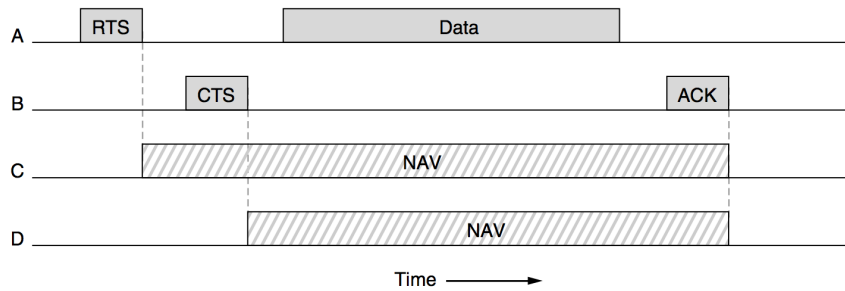 A RTS Data
B CTS ACK
C NAV
D NAV
Time